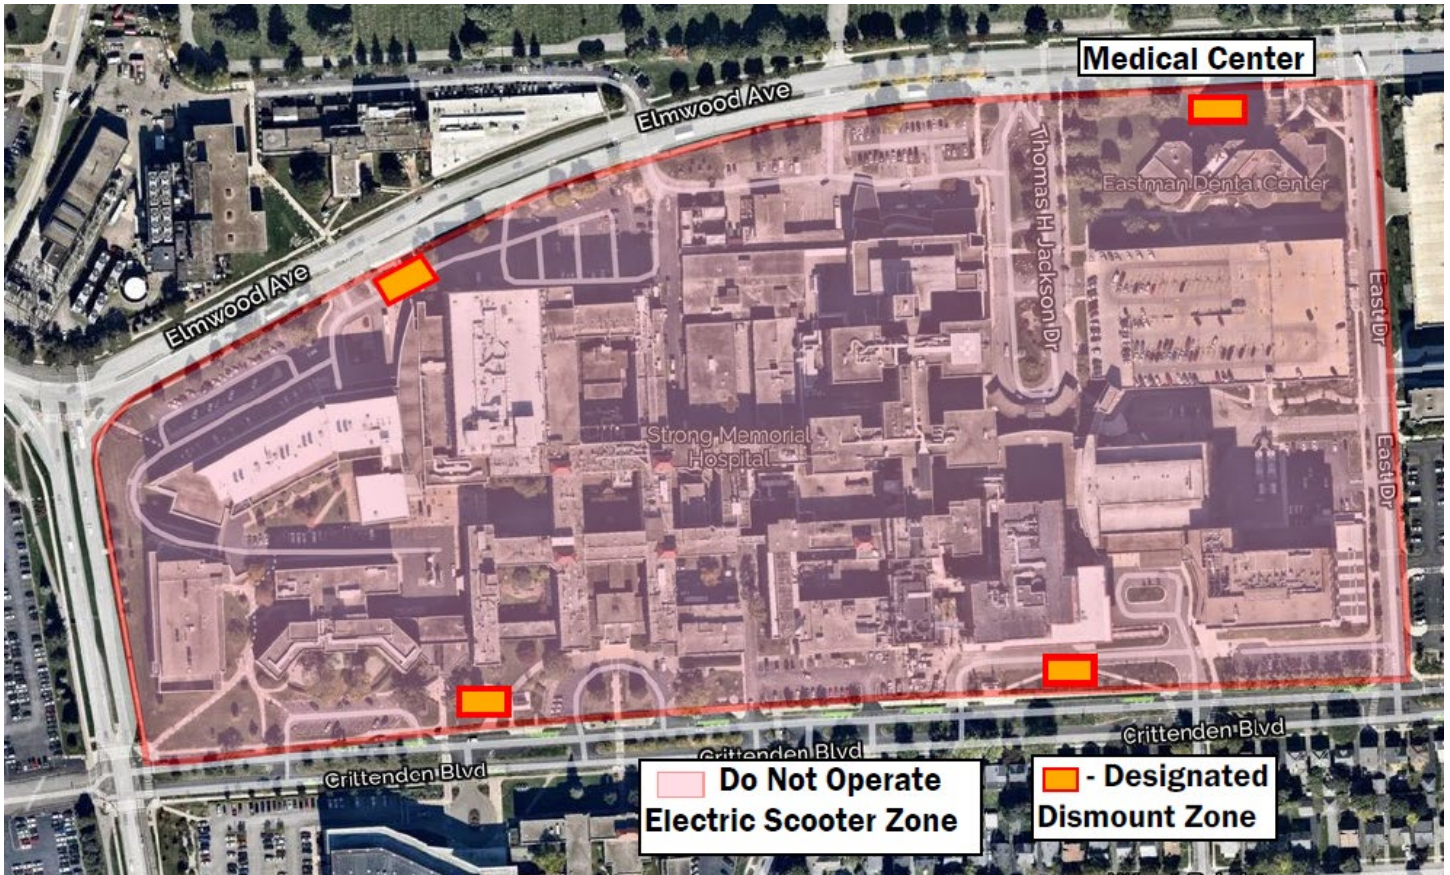 Medical Center
Elmwood Ave
Thomas H Jackson Dr
Eastman Dental Center
Elmwood Ave
East Dr
Strong Memorial
Hospital
East Dr
Crittenden Blvd
Crittenden Blvd
Crittenden Blvd
Do Not Operate
Electric Scooter Zone
- Designated
Dismount Zone